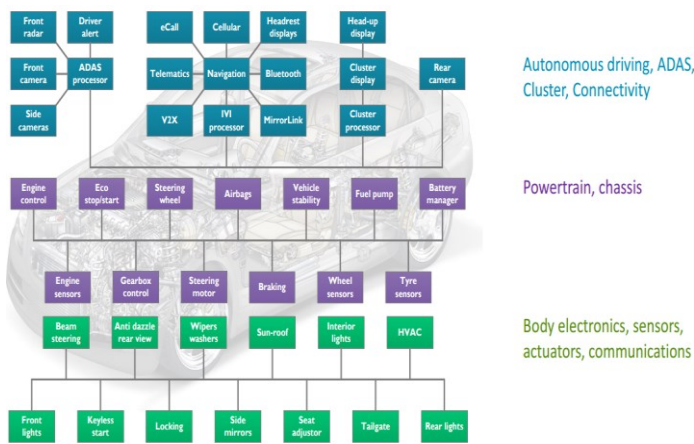 Front radar
Driver alert
eCall
Cellular
Headrest displays
Head-up display
Front camera
ADAS processor
Telematics
Navigation
Bluetooth
Cluster display
Rear camera
Side cameras
V2X
IVI processor
MirrorLink
Cluster processor
Autonomous driving, ADAS,
Cluster, Connectivity
Engine control
Eco stop/start
Steering wheel
Airbags
Vehicle stability
Fuel pump
Battery manager
Powertrain, chassis
Engine sensors
Gearbox control
Steering motor
Braking
Wheel sensors
Tyre sensors
Beam steering
Anti dazzle rear view
Wipers washers
Sun-roof
Interior lights
HVAC
Body electronics, sensors,
actuators, communications
Front lights
Keyless start
Locking
Side mirrors
Seat adjustor
Tailgate
Rear lights